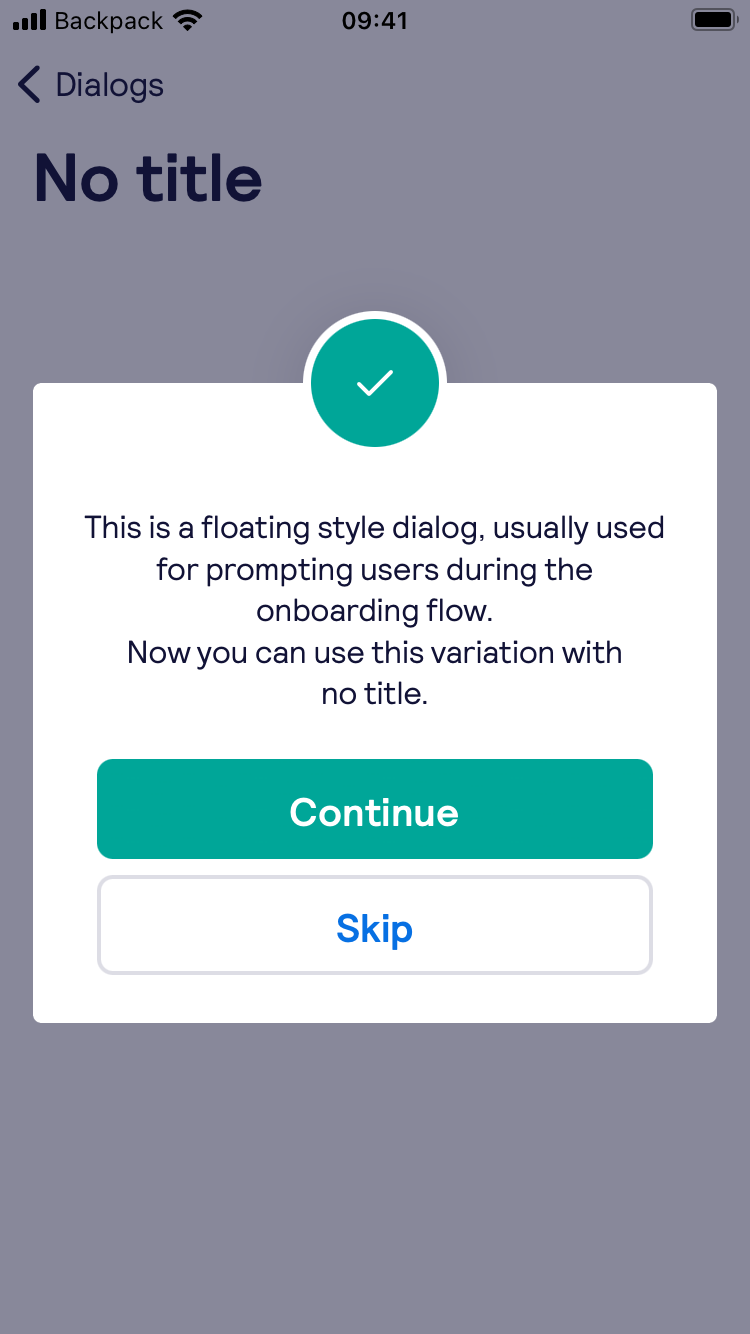 Backpack 09:41
Dialogs
No title
This is a floating style dialog, usually used
for prompting users during the
onboarding flow.
Now you can use this variation with
no title.
Continue
Skip